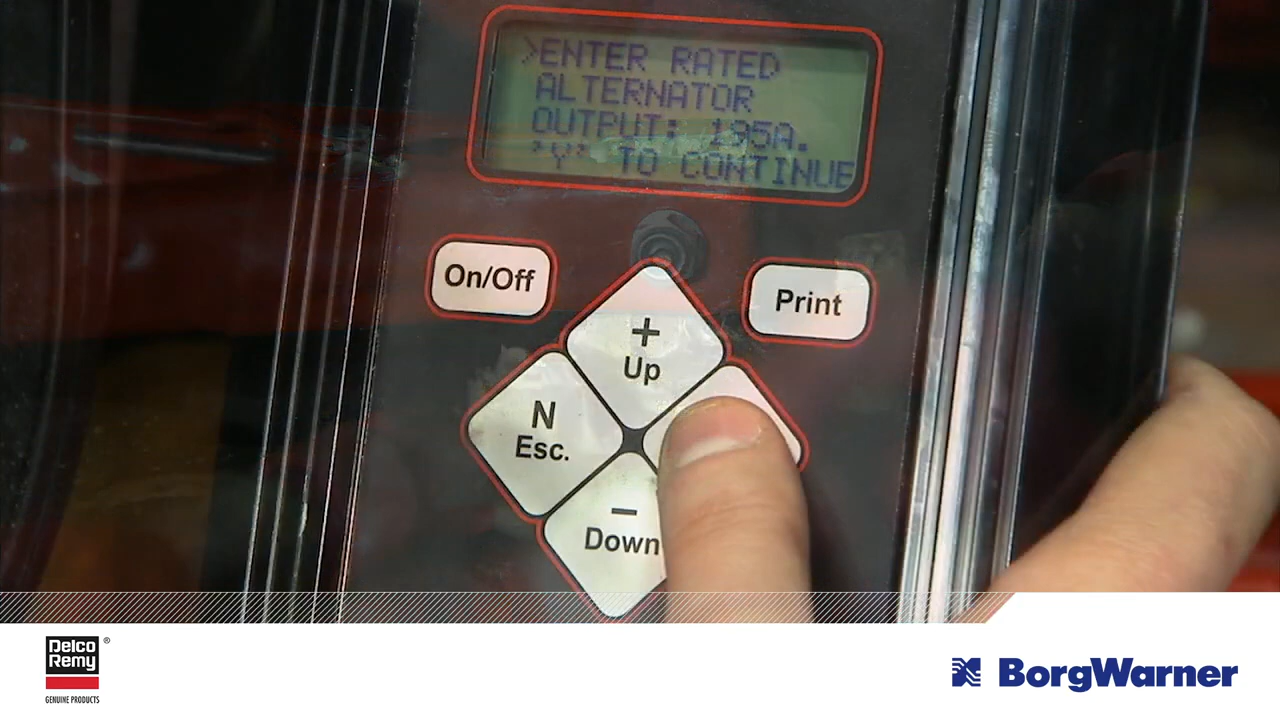 >ENTER RATED
ALTERNATOR
OUTPUT: 195A.
'Y' TO CONTINUE
On/Off
Print
+
Up
N
Esc.
−
Down
Delco
Remy
®
GENUINE PRODUCTS
BorgWarner